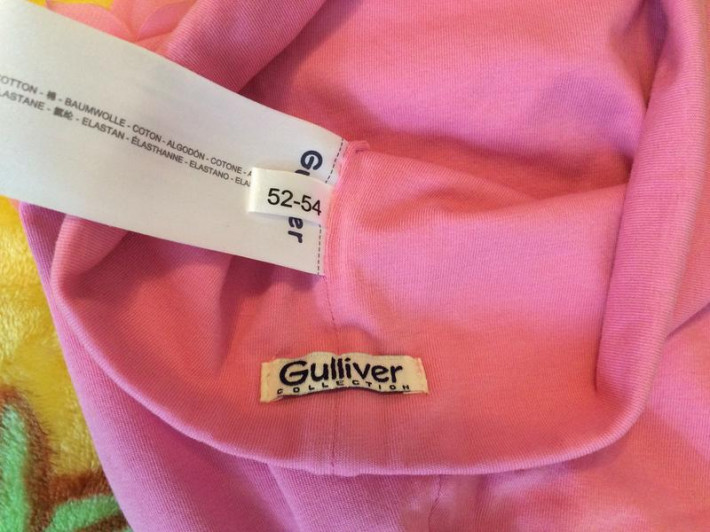 COTTON - 棉 - BAUMWOLLE - COTON - ALGODÓN - COTONE -
ELASTANE - 氨纶 - ELASTAN - ÉLASTHANNE - ELASTANO -
52-54
Gulliver
COLLECTION